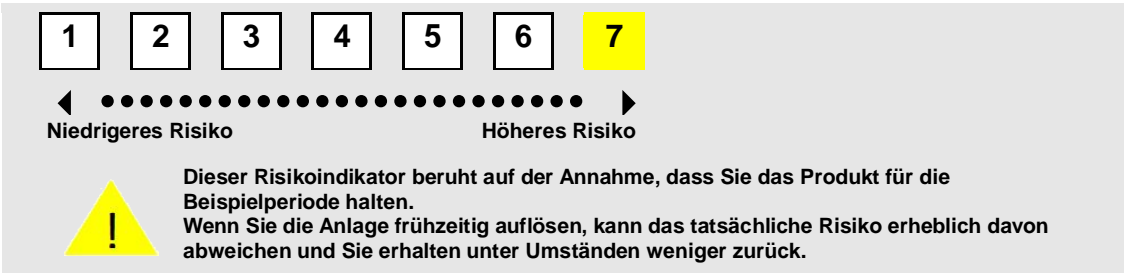 1 2 3 4 5 6 7
Niedrigeres Risiko Höheres Risiko
Dieser Risikoindikator beruht auf der Annahme, dass Sie das Produkt für die
Beispielperiode halten.
Wenn Sie die Anlage frühzeitig auflösen, kann das tatsächliche Risiko erheblich davon
abweichen und Sie erhalten unter Umständen weniger zurück.
!